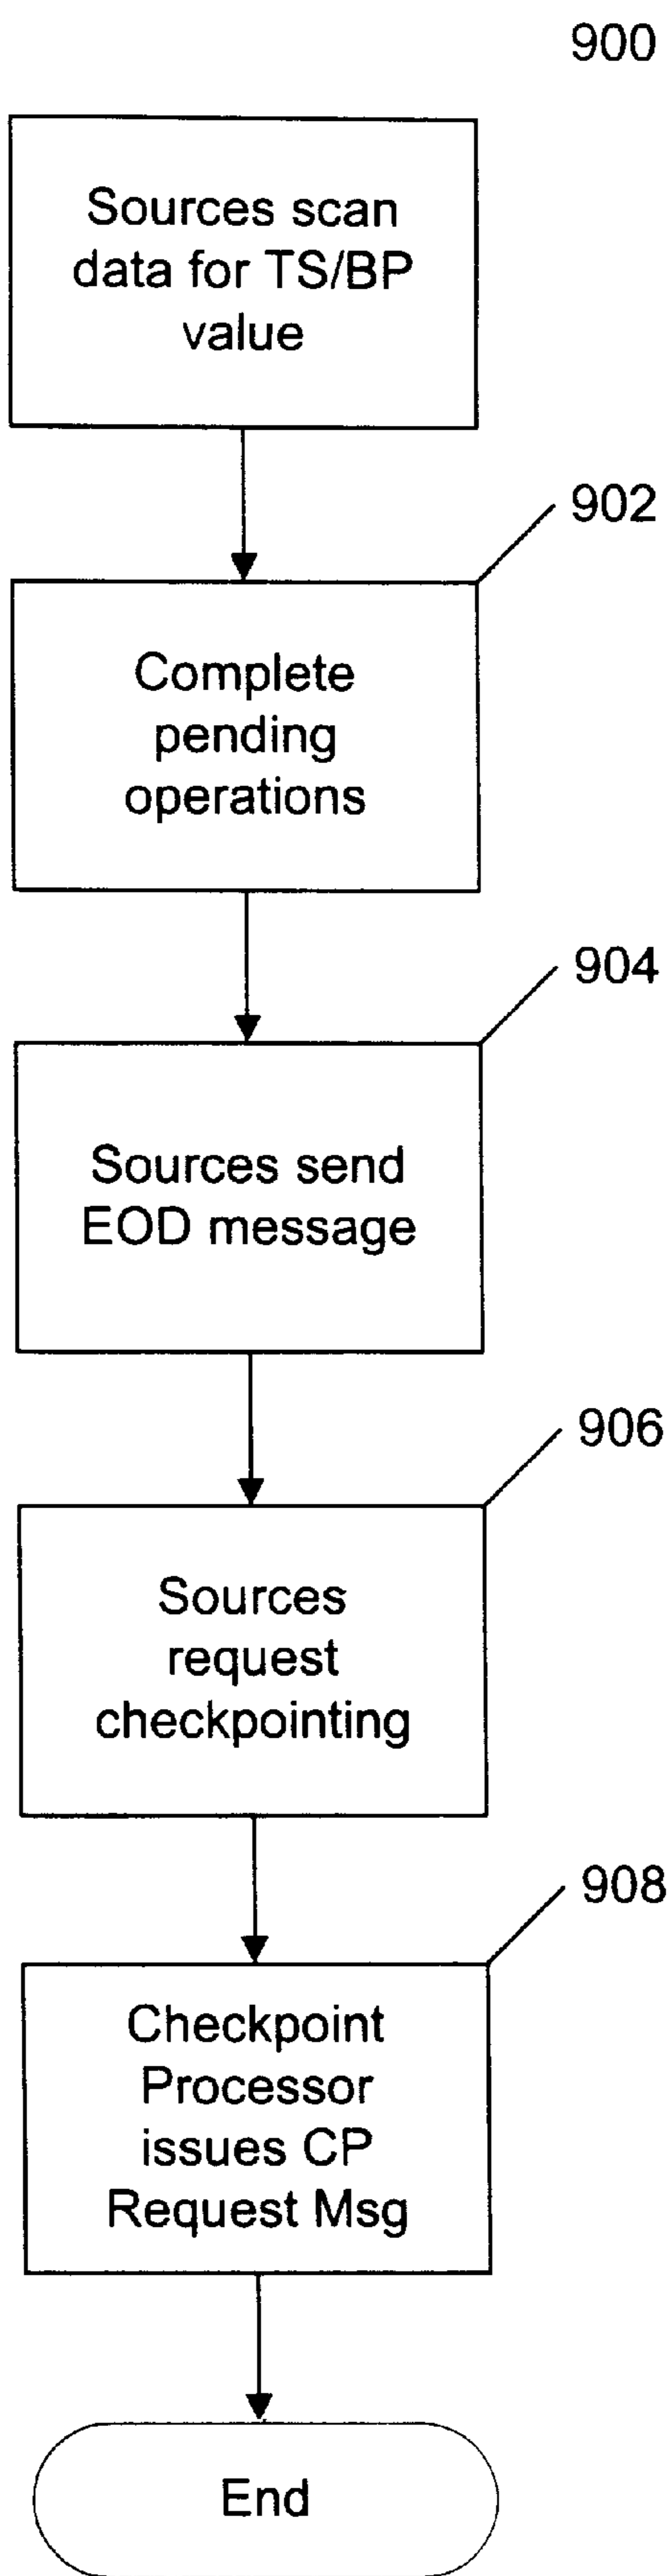 900
Sources scan
data for TS/BP
value
902
Complete
pending
operations
904
Sources send
EOD message
906
Sources
request
checkpointing
908
Checkpoint
Processor
issues CP
Request Msg
End